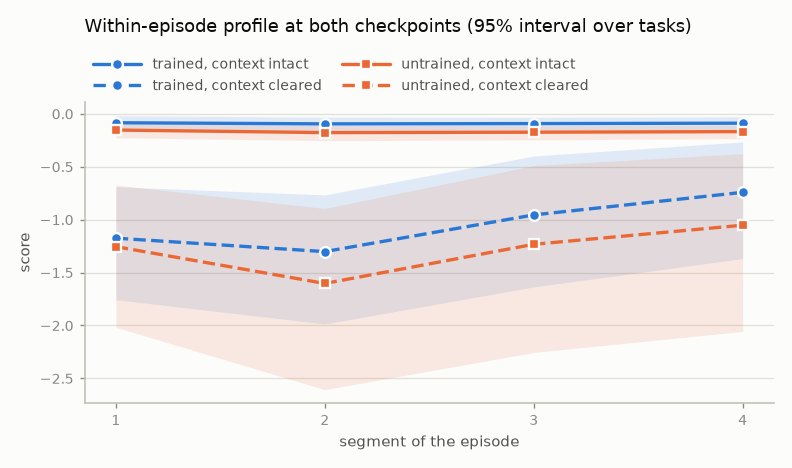 Within-episode profile at both checkpoints (95% interval over tasks)
trained, context intact
untrained, context intact
trained, context cleared
untrained, context cleared
0.0
−0.5
−1.0
−1.5
−2.0
−2.5
score
1
2
3
4
segment of the episode